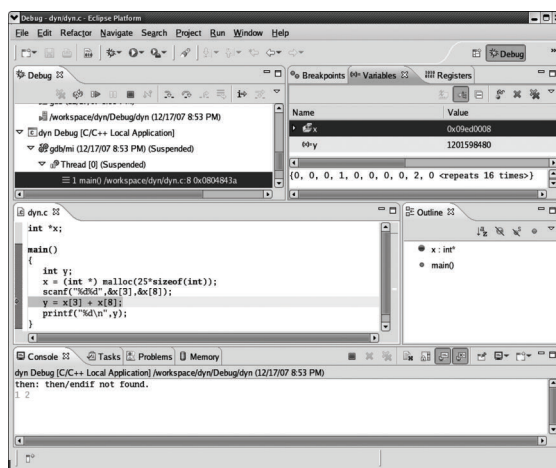 Debug - dyn/dyn.c - Eclipse Platform
File Edit Refactor Navigate Search Project Run Window Help
Debug
Debug
/workspace/dyn/Debug/dyn (12/17/07 8:53 PM)
dyn Debug [C/C++ Local Application]
gdb/mi (12/17/07 8:53 PM) (Suspended)
Thread [0] (Suspended)
1 main() /workspace/dyn/dyn.c:8 0x0804843a
Breakpoints Variables Registers
Name Value
x 0x09ed0008
y 1201598480
{0, 0, 0, 1, 0, 0, 0, 0, 2, 0 <repeats 16 times>}
dyn.c
int *x;
main()
{
int y;
x = (int *) malloc(25*sizeof(int));
scanf("%d%d",&x[3],&x[8]);
y = x[3] + x[8];
printf("%d\n",y);
}
Outline
x : int*
main()
Console Tasks Problems Memory
dyn Debug [C/C++ Local Application] /workspace/dyn/Debug/dyn (12/17/07 8:53 PM)
then: then/endif not found.
1 2